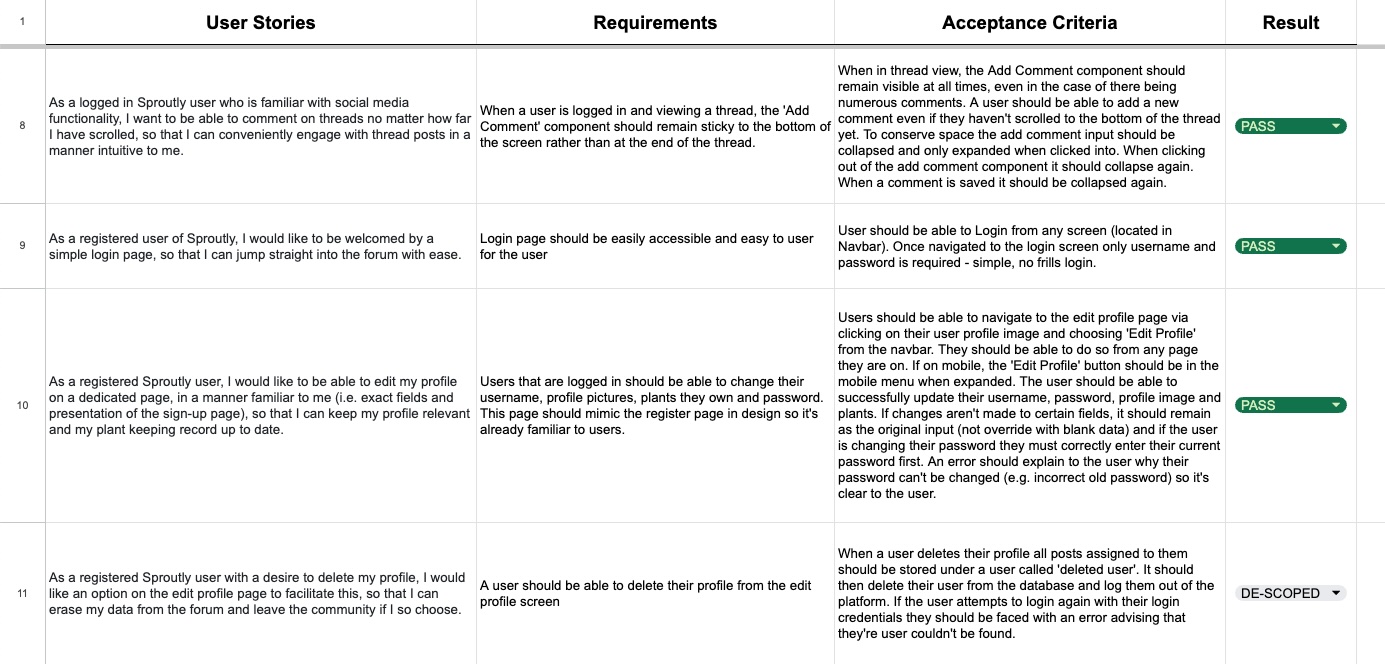 1
User Stories
Requirements
Acceptance Criteria
Result
8
As a logged in Sproutly user who is familiar with social media
functionality, I want to be able to comment on threads no matter how far
I have scrolled, so that I can conveniently engage with thread posts in a
manner intuitive to me.
When a user is logged in and viewing a thread, the 'Add
Comment' component should remain sticky to the bottom of
the screen rather than at the end of the thread.
When in thread view, the Add Comment component should
remain visible at all times, even in the case of there being
numerous comments. A user should be able to add a new
comment even if they haven't scrolled to the bottom of the thread
yet. To conserve space the add comment input should be
collapsed and only expanded when clicked into. When clicking
out of the add comment component it should collapse again.
When a comment is saved it should be collapsed again.
PASS
9
As a registered user of Sproutly, I would like to be welcomed by a
simple login page, so that I can jump straight into the forum with ease.
Login page should be easily accessible and easy to user
for the user
User should be able to Login from any screen (located in
Navbar). Once navigated to the login screen only username and
password is required - simple, no frills login.
PASS
10
As a registered Sproutly user, I would like to be able to edit my profile
on a dedicated page, in a manner familiar to me (i.e. exact fields and
presentation of the sign-up page), so that I can keep my profile relevant
and my plant keeping record up to date.
Users that are logged in should be able to change their
username, profile pictures, plants they own and password.
This page should mimic the register page in design so it's
already familiar to users.
Users should be able to navigate to the edit profile page via
clicking on their user profile image and choosing 'Edit Profile'
from the navbar. They should be able to do so from any page
they are on. If on mobile, the 'Edit Profile' button should be in the
mobile menu when expanded. The user should be able to
successfully update their username, password, profile image and
plants. If changes aren't made to certain fields, it should remain
as the original input (not override with blank data) and if the user
is changing their password they must correctly enter their current
password first. An error should explain to the user why their
password can't be changed (e.g. incorrect old password) so it's
clear to the user.
PASS
11
As a registered Sproutly user with a desire to delete my profile, I would
like an option on the edit profile page to facilitate this, so that I can
erase my data from the forum and leave the community if I so choose.
A user should be able to delete their profile from the edit
profile screen
When a user deletes their profile all posts assigned to them
should be stored under a user called 'deleted user'. It should
then delete their user from the database and log them out of the
platform. If the user attempts to login again with their login
credentials they should be faced with an error advising that
they're user couldn't be found.
DE-SCOPED